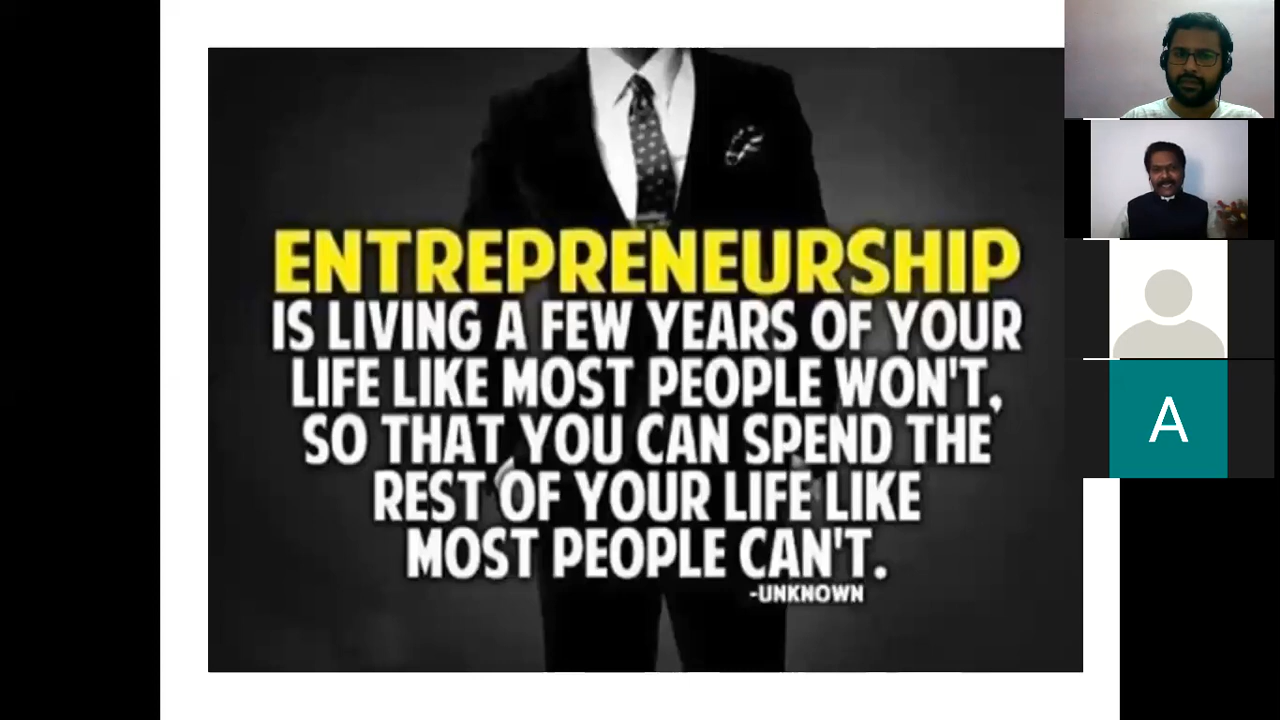 ENTREPRENEURSHIP
IS LIVING A FEW YEARS OF YOUR
LIFE LIKE MOST PEOPLE WON'T,
SO THAT YOU CAN SPEND THE
REST OF YOUR LIFE LIKE
MOST PEOPLE CAN'T.
-UNKNOWN
A